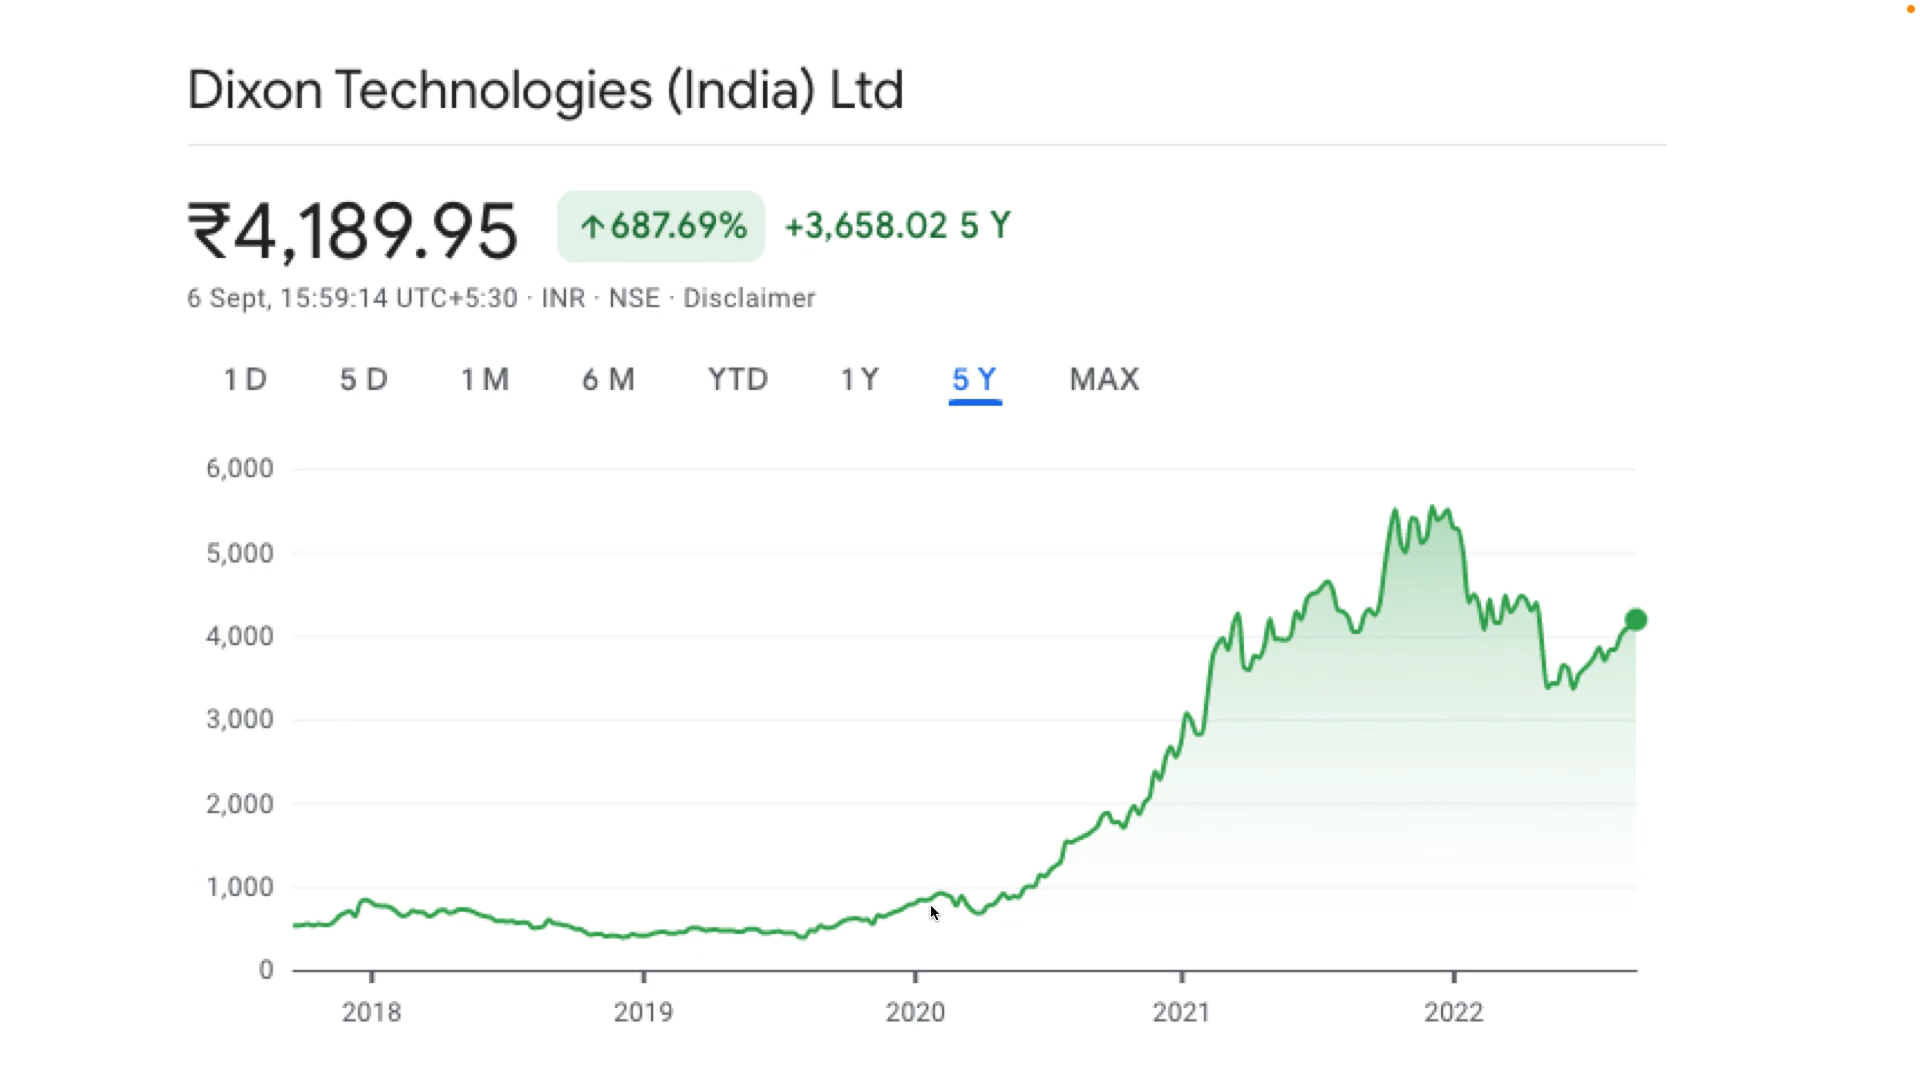 Dixon Technologies (India) Ltd
₹4,189.95 ↑687.69% +3,658.02 5 Y
6 Sept, 15:59:14 UTC+5:30 · INR · NSE · Disclaimer
1 D 5 D 1 M 6 M YTD 1 Y 5 Y MAX
6,000
5,000
4,000
3,000
2,000
1,000
0
2018 2019 2020 2021 2022